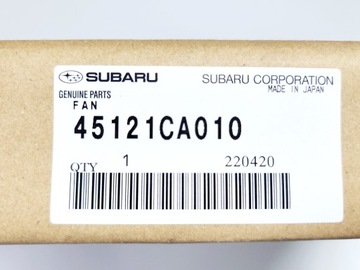 SUBARU SUBARU CORPORATION
GENUINE PARTS MADE IN JAPAN
FAN
45121CA010
QTY 1 220420